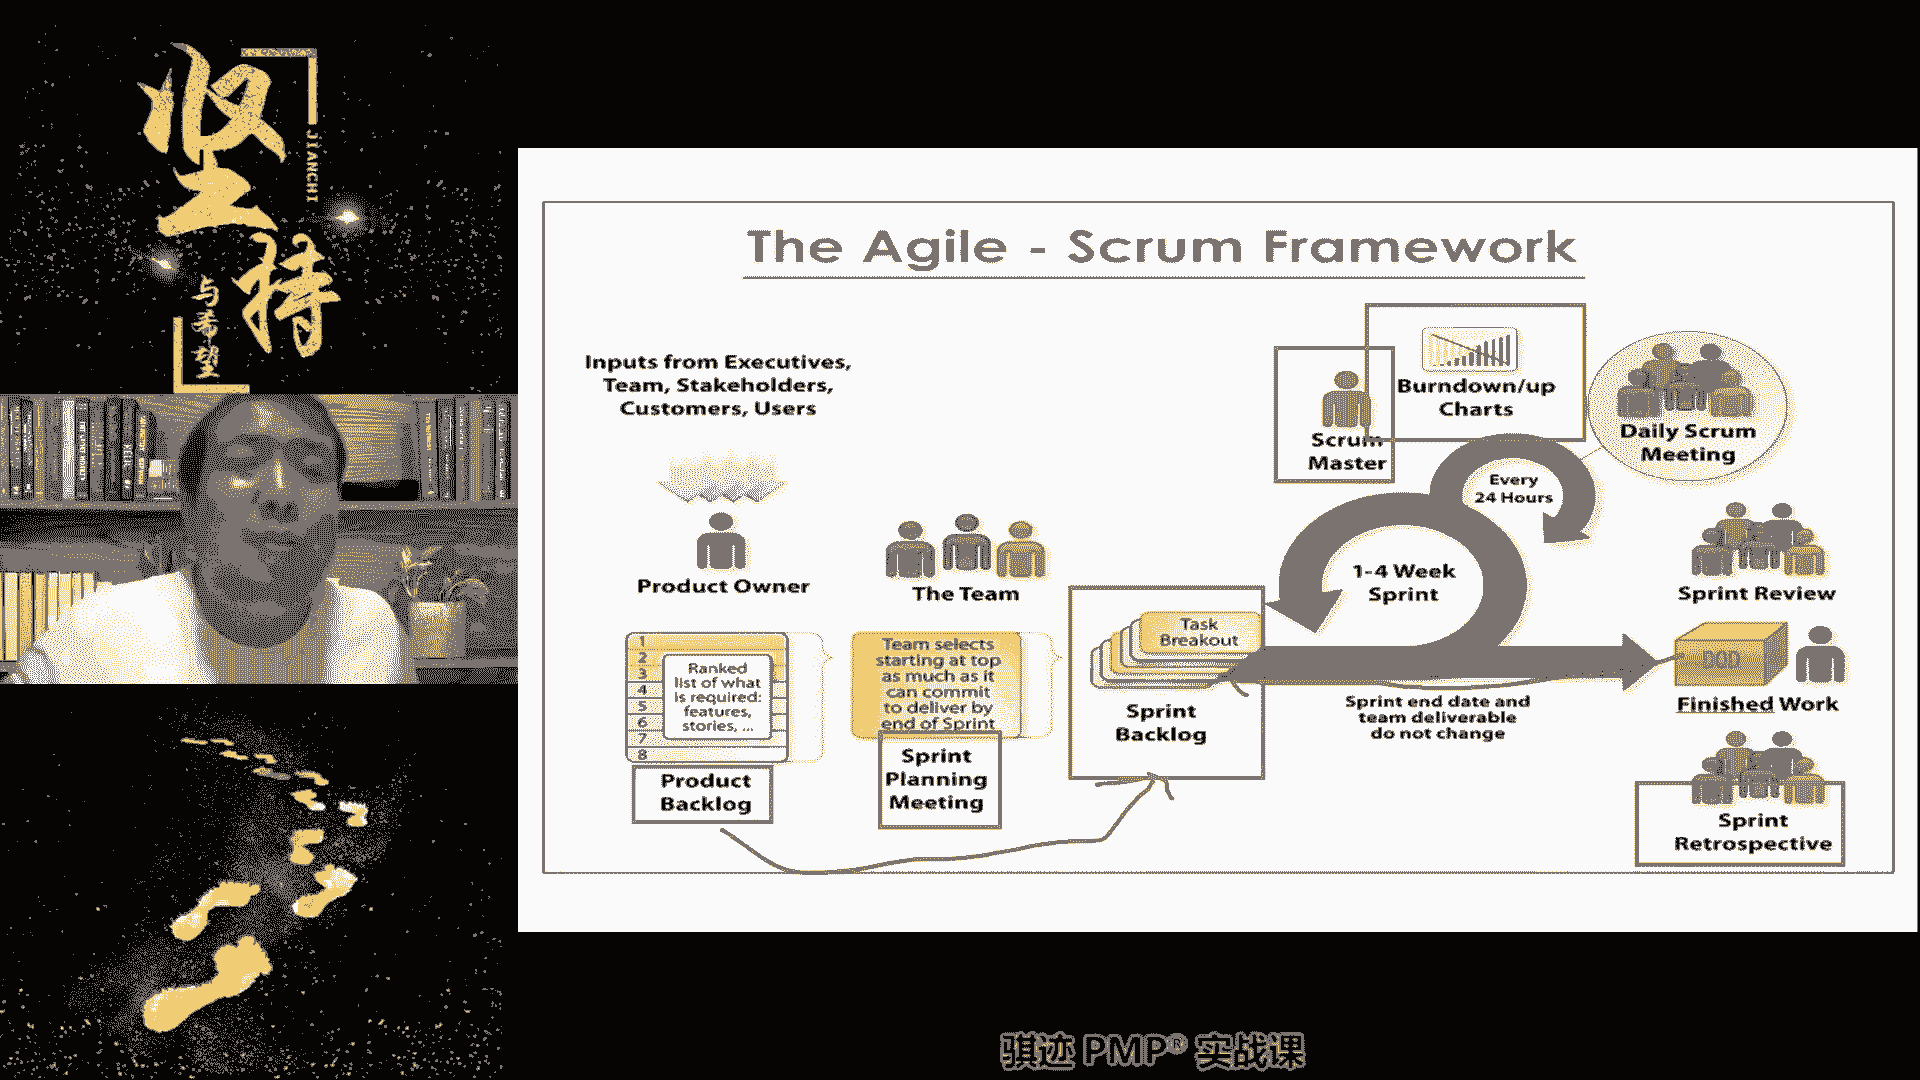 坚持
JIANCHI
与希望
The Agile - Scrum Framework
Inputs from Executives,
Team, Stakeholders,
Customers, Users
Product Owner
The Team
1
2
3
4
5
6
7
8
Ranked
list of what
is required:
features,
stories, ...
Product
Backlog
Team selects
starting at top
as much as it
can commit
to deliver by
end of Sprint
Sprint
Planning
Meeting
Task
Breakout
Sprint
Backlog
Scrum
Master
Burndown/up
Charts
Every
24 Hours
1-4 Week
Sprint
Sprint end date and
team deliverable
do not change
Daily Scrum
Meeting
Sprint Review
DOD
Finished Work
Sprint
Retrospective
骐迹 PMP® 实战课